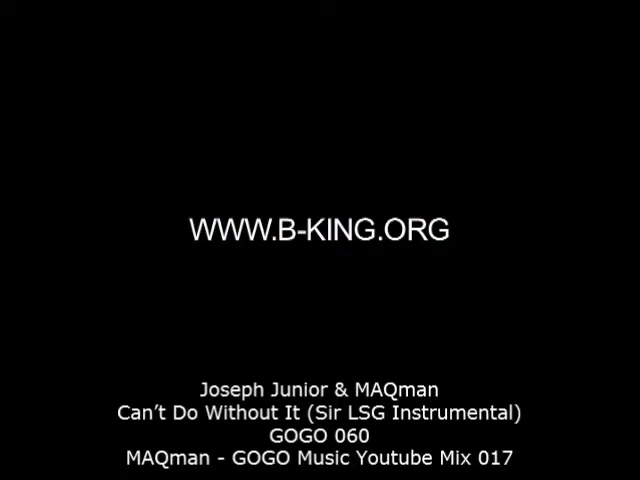 WWW.B-KING.ORG
Joseph Junior & MAQman
Can’t Do Without It (Sir LSG Instrumental)
GOGO 060
MAQman - GOGO Music Youtube Mix 017